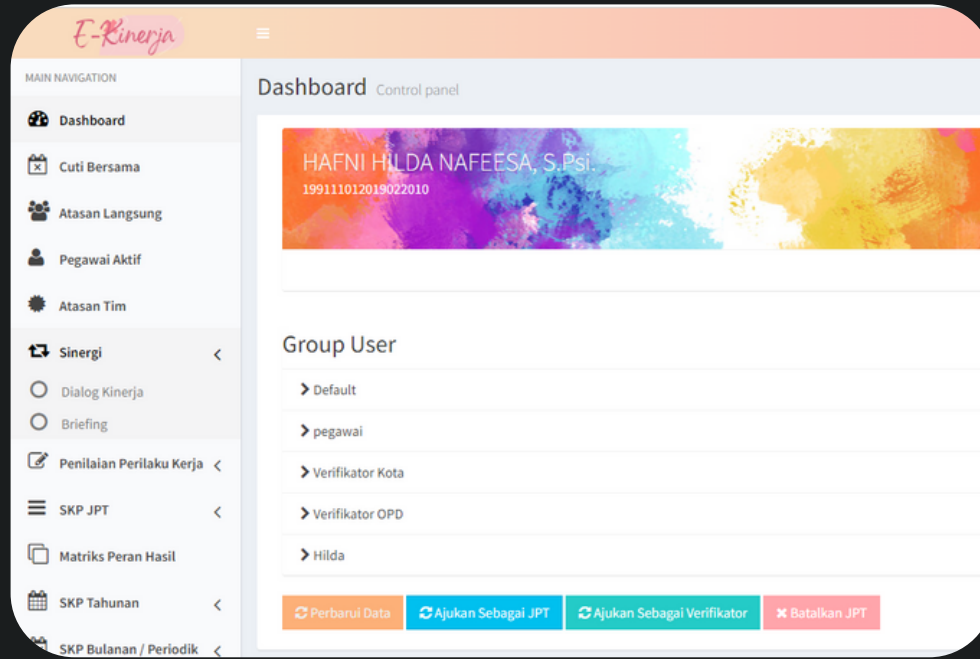 E-Kinerja
MAIN NAVIGATION
Dashboard
Cuti Bersama
Atasan Langsung
Pegawai Aktif
Atasan Tim
Sinergi
Dialog Kinerja
Briefing
Penilaian Perilaku Kerja
SKP JPT
Matriks Peran Hasil
SKP Tahunan
SKP Bulanan / Periodik
Dashboard Control panel
HAFNI HILDA NAFEESA, S.Psi.
199111012019022010
Group User
Default
pegawai
Verifikator Kota
Verifikator OPD
Hilda
Perbarui Data Ajukan Sebagai JPT Ajukan Sebagai Verifikator Batalkan JPT